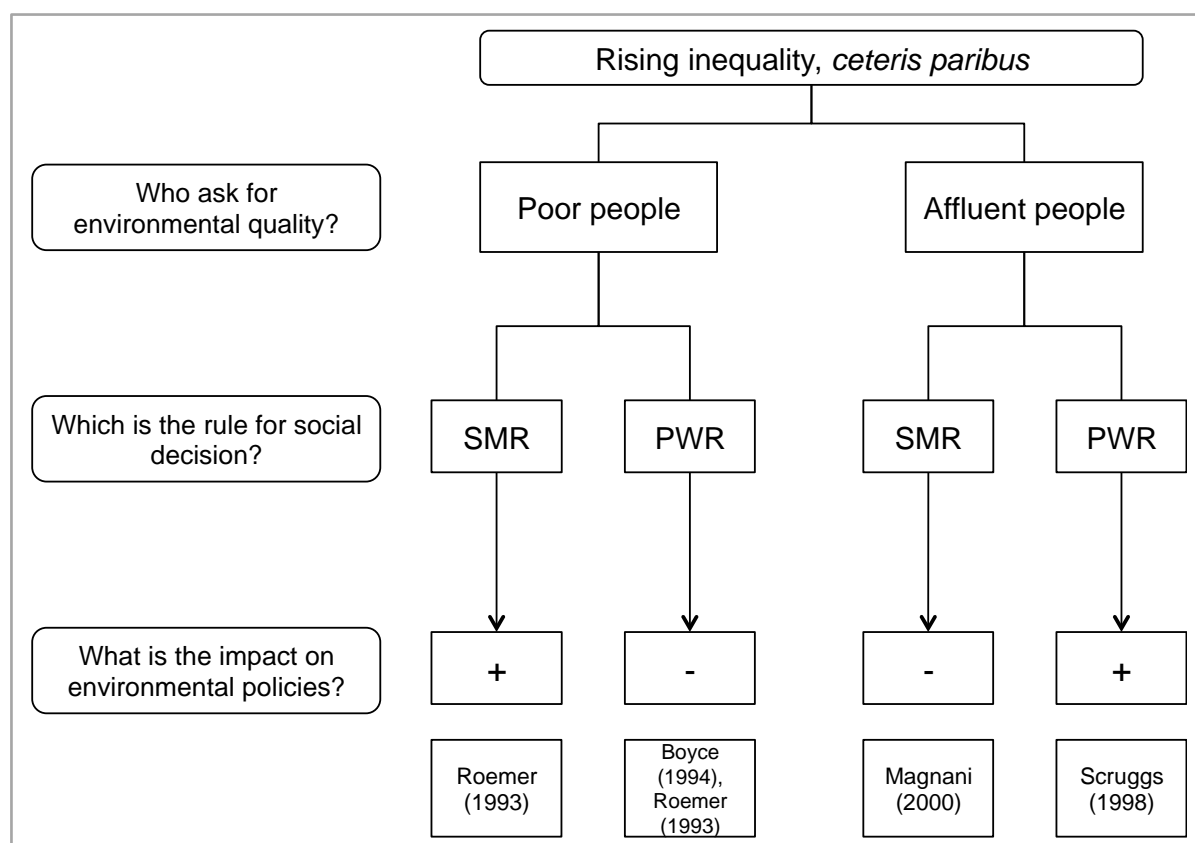 Rising inequality, ceteris paribus
Who ask for
environmental quality?
Poor people
Affluent people
Which is the rule for social
decision?
SMR
PWR
SMR
PWR
What is the impact on
environmental policies?
+
-
-
+
Roemer
(1993)
Boyce
(1994),
Roemer
(1993)
Magnani
(2000)
Scruggs
(1998)